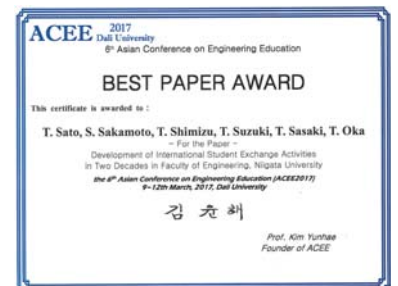 ACEE 2017
Dali University
6th Asian Conference on Engineering Education
BEST PAPER AWARD
This certificate is awarded to :
T. Sato, S. Sakamoto, T. Shimizu, T. Suzuki, T. Sasaki, T. Oka
- For the Paper -
Development of International Student Exchange Activities
in Two Decades in Faculty of Engineering, Niigata University
the 6th Asian Conference on Engineering Education (ACEE2017)
9-12th March, 2017, Dali University
김윤해
Prof. Kim Yunhae
Founder of ACEE